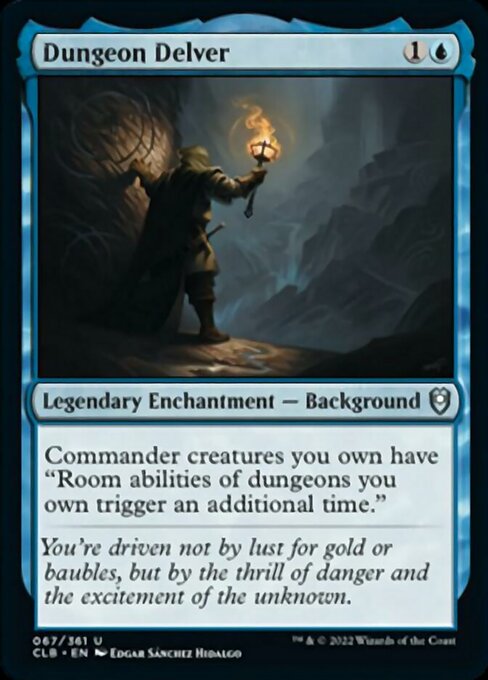 Dungeon Delver 1
Legendary Enchantment — Background
Commander creatures you own have
“Room abilities of dungeons you
own trigger an additional time.”
You're driven not by lust for gold or
baubles, but by the thrill of danger and
the excitement of the unknown.
067/361 U
™ & © 2022 Wizards of the Coast
CLB • EN Edgar Sánchez Hidalgo